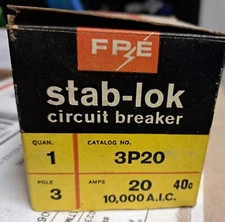 FPE
stab-lok
circuit breaker
QUAN. CATALOG NO.
1 3P20
POLE AMPS
3 20 40c
10,000 A.I.C.